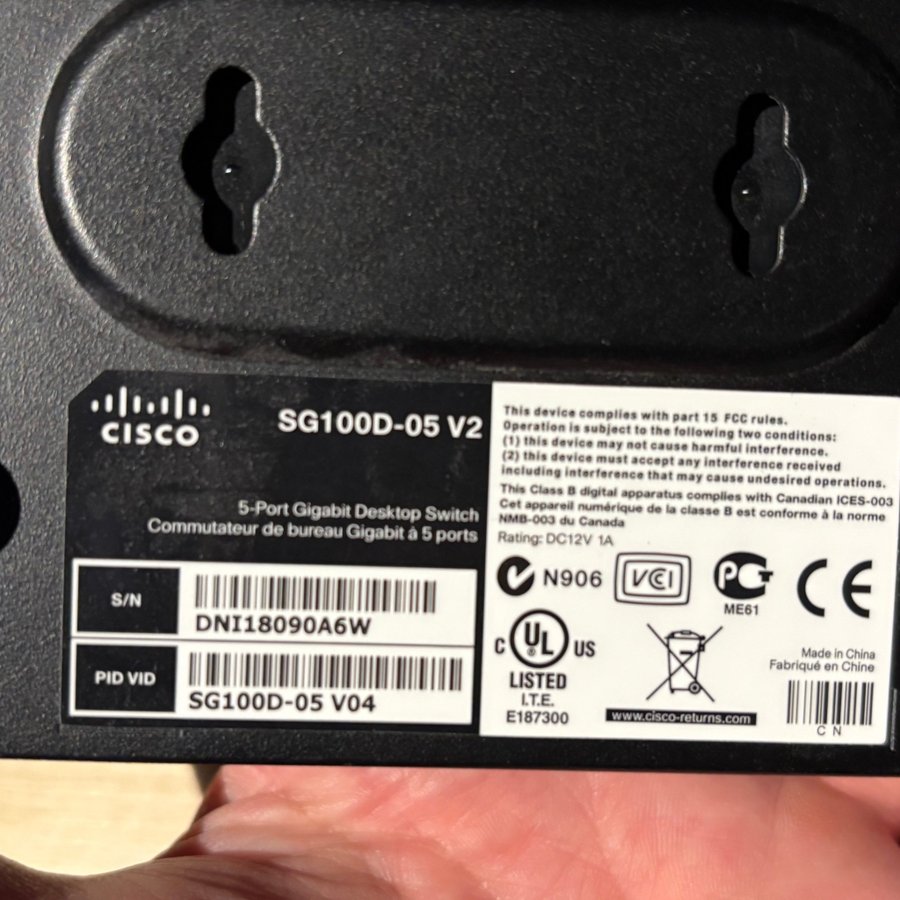 CISCO
SG100D-05 V2
5-Port Gigabit Desktop Switch
Commutateur de bureau Gigabit à 5 ports
S/N
DNI18090A6W
PID VID
SG100D-05 V04
This device complies with part 15 FCC rules.
Operation is subject to the following two conditions:
(1) this device may not cause harmful interference.
(2) this device must accept any interference received
including interference that may cause undesired operations.
This Class B digital apparatus complies with Canadian ICES-003
Cet appareil numérique de la classe B est conforme à la norme
NMB-003 du Canada
Rating: DC12V 1A
N906
VCI
PCT
ME61
CE
C UL ® US
LISTED
I.T.E.
E187300
www.cisco-returns.com
Made in China
Fabriqué en Chine
C N